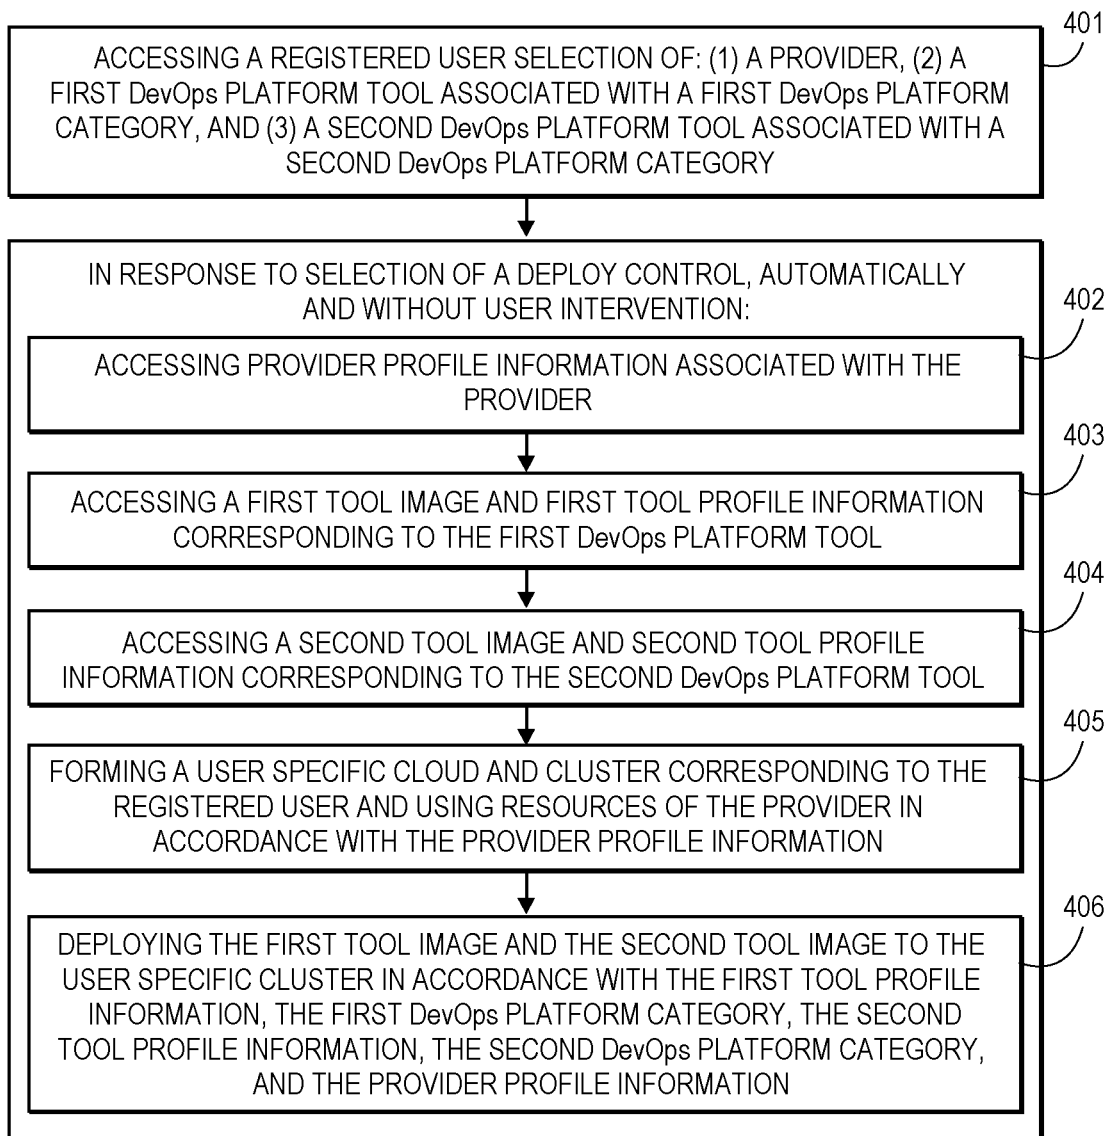 401
ACCESSING A REGISTERED USER SELECTION OF: (1) A PROVIDER, (2) A
FIRST DevOps PLATFORM TOOL ASSOCIATED WITH A FIRST DevOps PLATFORM
CATEGORY, AND (3) A SECOND DevOps PLATFORM TOOL ASSOCIATED WITH A
SECOND DevOps PLATFORM CATEGORY
IN RESPONSE TO SELECTION OF A DEPLOY CONTROL, AUTOMATICALLY
AND WITHOUT USER INTERVENTION:
402
ACCESSING PROVIDER PROFILE INFORMATION ASSOCIATED WITH THE
PROVIDER
403
ACCESSING A FIRST TOOL IMAGE AND FIRST TOOL PROFILE INFORMATION
CORRESPONDING TO THE FIRST DevOps PLATFORM TOOL
404
ACCESSING A SECOND TOOL IMAGE AND SECOND TOOL PROFILE
INFORMATION CORRESPONDING TO THE SECOND DevOps PLATFORM TOOL
405
FORMING A USER SPECIFIC CLOUD AND CLUSTER CORRESPONDING TO THE
REGISTERED USER AND USING RESOURCES OF THE PROVIDER IN
ACCORDANCE WITH THE PROVIDER PROFILE INFORMATION
406
DEPLOYING THE FIRST TOOL IMAGE AND THE SECOND TOOL IMAGE TO THE
USER SPECIFIC CLUSTER IN ACCORDANCE WITH THE FIRST TOOL PROFILE
INFORMATION, THE FIRST DevOps PLATFORM CATEGORY, THE SECOND
TOOL PROFILE INFORMATION, THE SECOND DevOps PLATFORM CATEGORY,
AND THE PROVIDER PROFILE INFORMATION